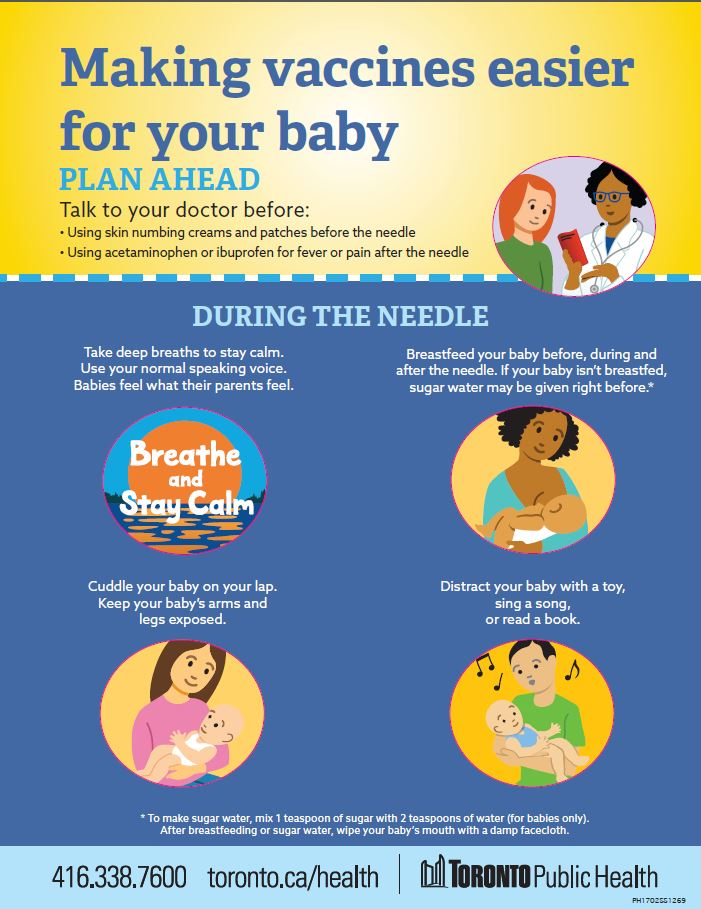 Making vaccines easier
for your baby
PLAN AHEAD
Talk to your doctor before:
• Using skin numbing creams and patches before the needle
• Using acetaminophen or ibuprofen for fever or pain after the needle
DURING THE NEEDLE
Take deep breaths to stay calm.
Use your normal speaking voice.
Babies feel what their parents feel.
Breathe
and
Stay Calm
Breastfeed your baby before, during and
after the needle. If your baby isn't breastfed,
sugar water may be given right before.*
Cuddle your baby on your lap.
Keep your baby's arms and
legs exposed.
Distract your baby with a toy,
sing a song,
or read a book.
* To make sugar water, mix 1 teaspoon of sugar with 2 teaspoons of water (for babies only).
After breastfeeding or sugar water, wipe your baby's mouth with a damp facecloth.
416.338.7600 toronto.ca/health TORONTO Public Health
PH1702SS1269